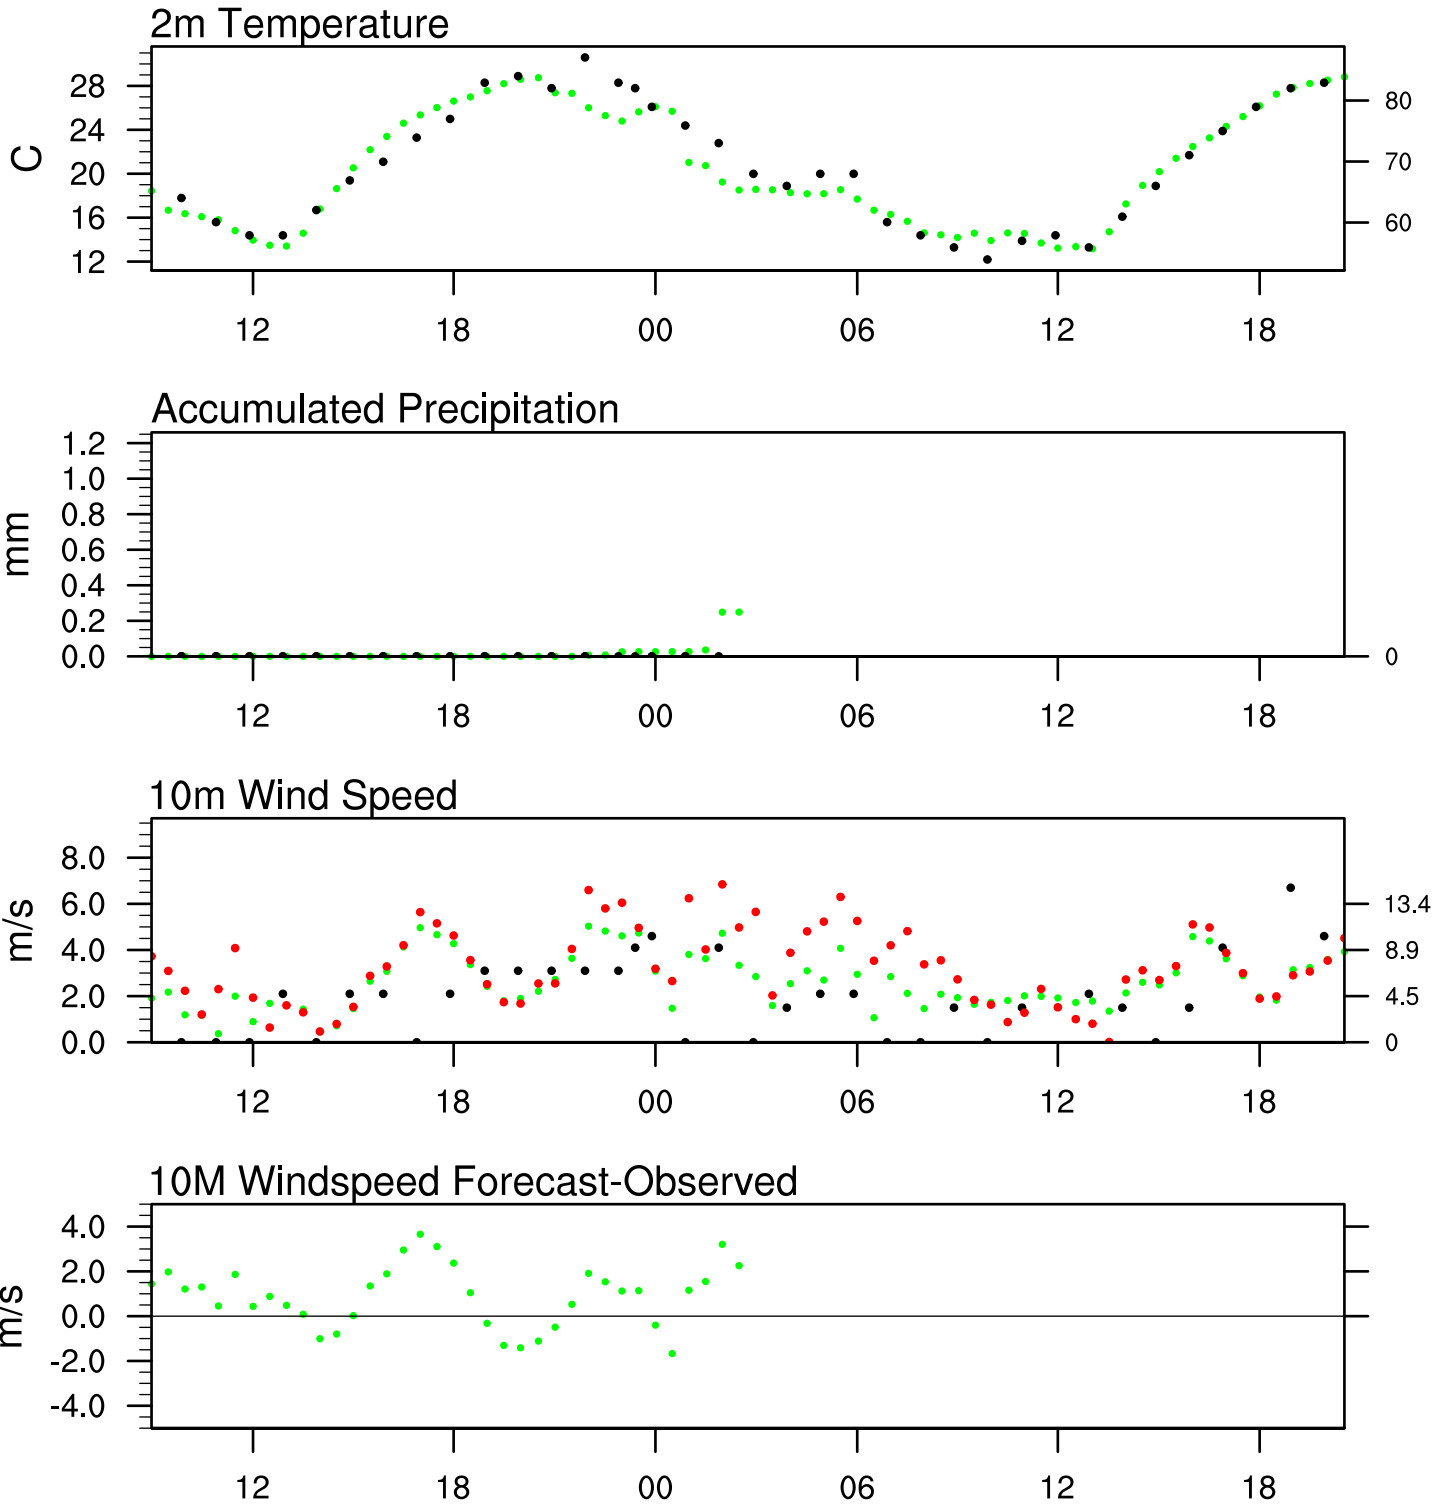 2m Temperature
28
24
20
16
12
C
80
70
60
12 18 00 06 12 18
Accumulated Precipitation
1.2
1.0
0.8
0.6
0.4
0.2
0.0
mm
0
12 18 00 06 12 18
10m Wind Speed
8.0
6.0
4.0
2.0
0.0
m/s
13.4
8.9
4.5
0
12 18 00 06 12 18
10M Windspeed Forecast-Observed
4.0
2.0
0.0
-2.0
-4.0
m/s
12 18 00 06 12 18